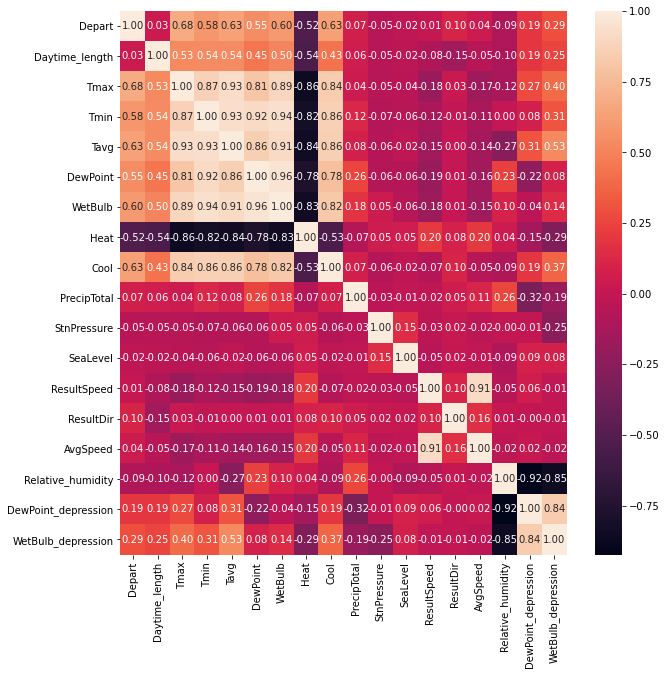 Depart 1.00 0.03 0.68 0.58 0.63 0.55 0.60 -0.52 0.63 0.07 -0.05 -0.02 0.01 0.10 0.04 -0.09 0.19 0.29
Daytime_length 0.03 1.00 0.53 0.54 0.54 0.45 0.50 -0.54 0.43 0.06 -0.05 -0.02 -0.08 -0.15 -0.05 -0.10 0.19 0.25
Tmax 0.68 0.53 1.00 0.87 0.93 0.81 0.89 -0.86 0.84 0.04 -0.05 -0.04 -0.18 0.03 -0.17 -0.12 0.27 0.40
Tmin 0.58 0.54 0.87 1.00 0.93 0.92 0.94 -0.82 0.86 0.12 -0.07 -0.06 -0.12 -0.01 -0.11 0.00 0.08 0.31
Tavg 0.63 0.54 0.93 0.93 1.00 0.86 0.91 -0.84 0.86 0.08 -0.06 -0.02 -0.15 0.00 -0.14 -0.27 0.31 0.53
DewPoint 0.55 0.45 0.81 0.92 0.86 1.00 0.96 -0.78 0.78 0.26 -0.06 -0.06 -0.19 0.01 -0.16 0.23 -0.22 0.08
WetBulb 0.60 0.50 0.89 0.94 0.91 0.96 1.00 -0.83 0.82 0.18 0.05 -0.06 -0.18 0.01 -0.15 0.10 -0.04 0.14
Heat -0.52 -0.54 -0.86 -0.82 -0.84 -0.78 -0.83 1.00 -0.53 -0.07 0.05 0.05 0.20 0.08 0.20 0.04 -0.15 -0.29
Cool 0.63 0.43 0.84 0.86 0.86 0.78 0.82 -0.53 1.00 0.07 -0.06 -0.02 -0.07 0.10 -0.05 -0.09 0.19 0.37
PrecipTotal 0.07 0.06 0.04 0.12 0.08 0.26 0.18 -0.07 0.07 1.00 -0.03 -0.01 -0.02 0.05 0.11 0.26 -0.32 -0.19
StnPressure -0.05 -0.05 -0.05 -0.07 -0.06 -0.06 0.05 0.05 -0.06 -0.03 1.00 0.15 -0.03 0.02 -0.02 -0.00 -0.01 -0.25
SeaLevel -0.02 -0.02 -0.04 -0.06 -0.02 -0.06 -0.06 0.05 -0.02 -0.01 0.15 1.00 -0.05 0.02 -0.01 -0.09 0.09 0.08
ResultSpeed 0.01 -0.08 -0.18 -0.12 -0.15 -0.19 -0.18 0.20 -0.07 -0.02 -0.03 -0.05 1.00 0.10 0.91 -0.05 0.06 -0.01
ResultDir 0.10 -0.15 0.03 -0.01 0.00 0.01 0.01 0.08 0.10 0.05 0.02 0.02 0.10 1.00 0.16 0.01 -0.00 -0.01
AvgSpeed 0.04 -0.05 -0.17 -0.11 -0.14 -0.16 -0.15 0.20 -0.05 0.11 -0.02 -0.01 0.91 0.16 1.00 -0.02 0.02 -0.02
Relative_humidity -0.09 -0.10 -0.12 0.00 -0.27 0.23 0.10 0.04 -0.09 0.26 -0.00 -0.09 -0.05 0.01 -0.02 1.00 -0.92 -0.85
DewPoint_depression 0.19 0.19 0.27 0.08 0.31 -0.22 -0.04 -0.15 0.19 -0.32 -0.01 0.09 0.06 -0.00 0.02 -0.92 1.00 0.84
WetBulb_depression 0.29 0.25 0.40 0.31 0.53 0.08 0.14 -0.29 0.37 -0.19 -0.25 0.08 -0.01 -0.01 -0.02 -0.85 0.84 1.00
Depart
Daytime_length
Tmax
Tmin
Tavg
DewPoint
WetBulb
Heat
Cool
PrecipTotal
StnPressure
SeaLevel
ResultSpeed
ResultDir
AvgSpeed
Relative_humidity
DewPoint_depression
WetBulb_depression
1.00
0.75
0.50
0.25
0.00
-0.25
-0.50
-0.75